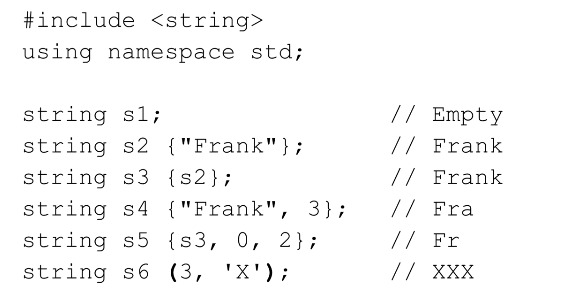 #include <string>
using namespace std;
string s1; // Empty
string s2 {"Frank"}; // Frank
string s3 {s2}; // Frank
string s4 {"Frank", 3}; // Fra
string s5 {s3, 0, 2}; // Fr
string s6 (3, 'X'); // XXX